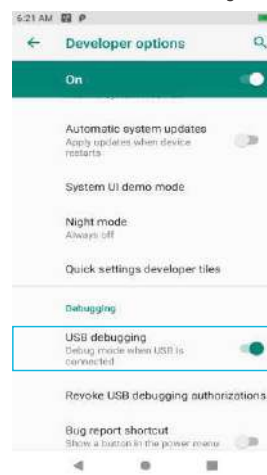 6:21 AM
Developer options
On
Automatic system updates
Apply updates when device
restarts
System UI demo mode
Night mode
Always off
Quick settings developer tiles
Debugging
USB debugging
Debug mode when USB is
connected
Revoke USB debugging authorizations
Bug report shortcut
Show a button in the power menu